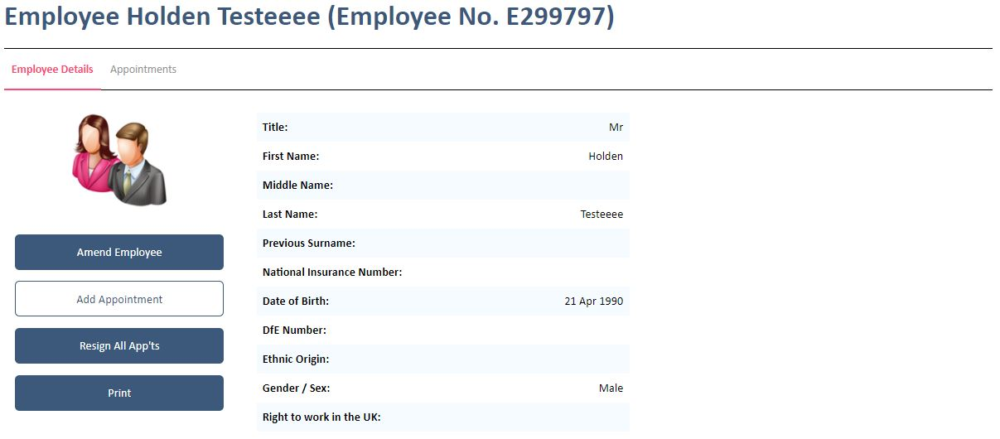 Employee Holden Testeeee (Employee No. E299797)
Employee Details Appointments
Amend Employee
Add Appointment
Resign All App'ts
Print
Title: Mr
First Name: Holden
Middle Name:
Last Name: Testeeee
Previous Surname:
National Insurance Number:
Date of Birth: 21 Apr 1990
DfE Number:
Ethnic Origin:
Gender / Sex: Male
Right to work in the UK: